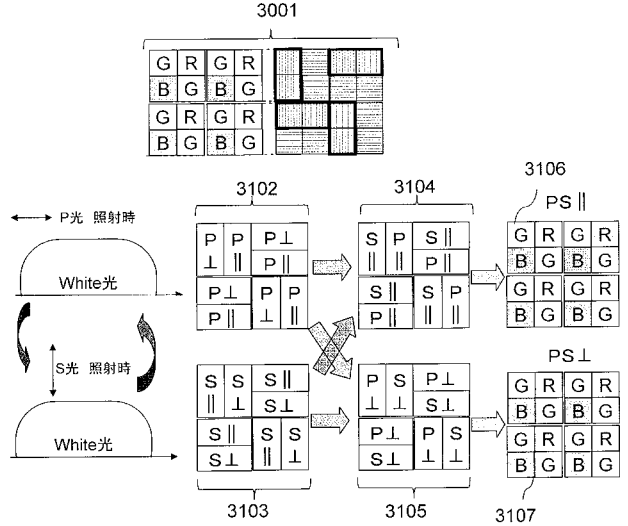 3001
G R G R
B G B G
G R G R
B G B G
3102
3104
3106
PS∥
P光 照射時
White光
P P P⊥
⊥ ∥ P∥
P⊥ P P
P∥ ⊥ ∥
S P S∥
∥ ∥ P∥
S∥ S P
P∥ ∥ ∥
G R G R
B G B G
G R G R
B G B G
S光 照射時
White光
S S S∥
∥ ⊥ S⊥
S∥ S S
S⊥ ∥ ⊥
P S P⊥
⊥ ⊥ S⊥
P⊥ P S
S⊥ ⊥ ⊥
PS⊥
G R G R
B G B G
G R G R
B G B G
3103
3105
3107